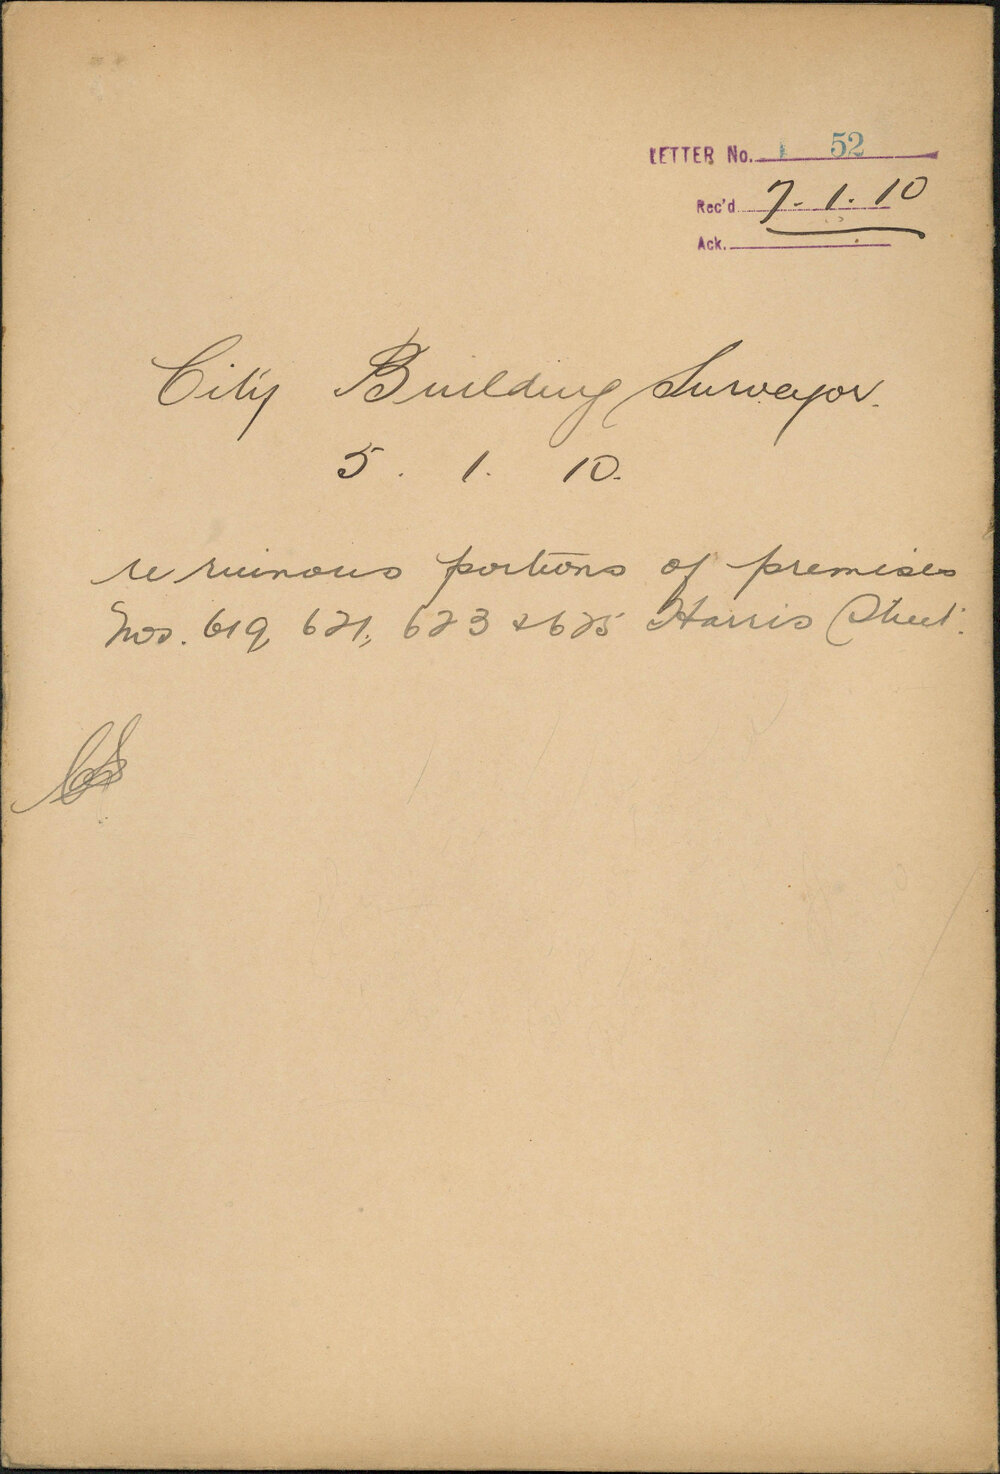 LETTER No. 52
Rec'd 7. 1. 10
Ack.
City Building Surveyor.
5. 1. 10.
re ruinous portions of premises
Nos. 619, 621, 623 & 625 Harris Street.